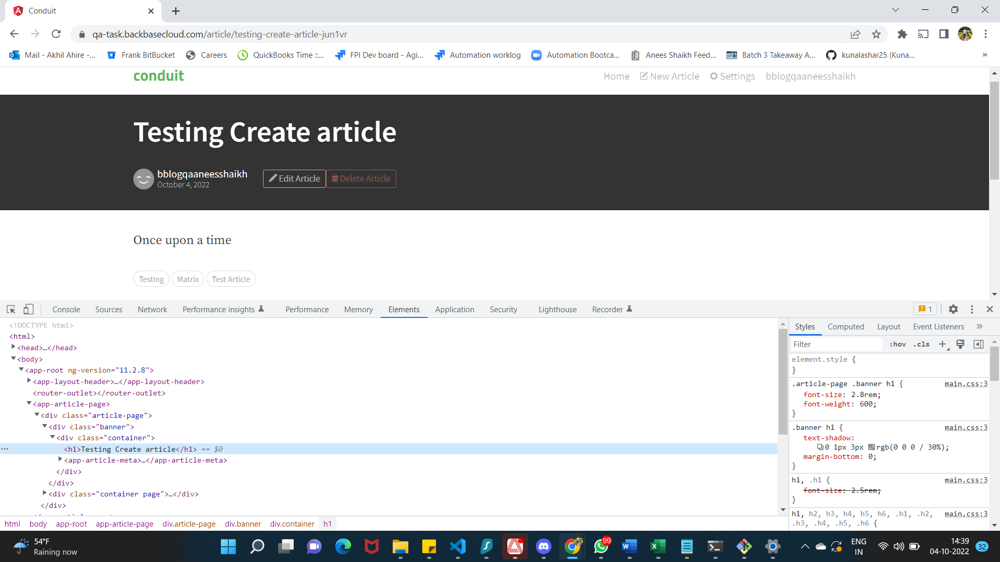 Conduit
qa-task.backbasecloud.com/article/testing-create-article-jun1vr
Mail - Akhil Ahire -... Frank BitBucket Careers QuickBooks Time ::... FPI Dev board - Agi... Automation worklog Automation Bootca... Anees Shaikh Feed... Batch 3 Takeaway A... kunalashar25 (Kuna... »
conduit Home New Article Settings bblogqaaneesshaikh
Testing Create article
bblogqaaneesshaikh
October 4, 2022
Edit Article Delete Article
Once upon a time
Testing Matrix Test Article
Console Sources Network Performance insights Performance Memory Elements Application Security Lighthouse Recorder 1
<!DOCTYPE html>
<html>
<head>…</head>
<body>
<app-root ng-version="11.2.8">
<app-layout-header>…</app-layout-header>
<router-outlet></router-outlet>
<app-article-page>
<div class="article-page">
<div class="banner">
<div class="container">
<h1>Testing Create article</h1> == $0
<app-article-meta>…</app-article-meta>
</div>
</div>
<div class="container page">…</div>
</div>
html body app-root app-article-page div.article-page div.banner div.container h1
Styles Computed Layout Event Listeners »
Filter :hov .cls
element.style {
}
.article-page .banner h1 { main.css:3
font-size: 2.8rem;
font-weight: 600;
}
.banner h1 { main.css:3
text-shadow:
0 1px 3px rgb(0 0 0 / 30%);
margin-bottom: 0;
}
h1, .h1 { main.css:3
font-size: 2.5rem;
}
h1, h2, h3, h4, h5, h6, .h1, .h2, main.css:3
.h3, .h4, .h5, .h6 {
54°F
Raining now
99
ENG
IN
14:39
04-10-2022
32